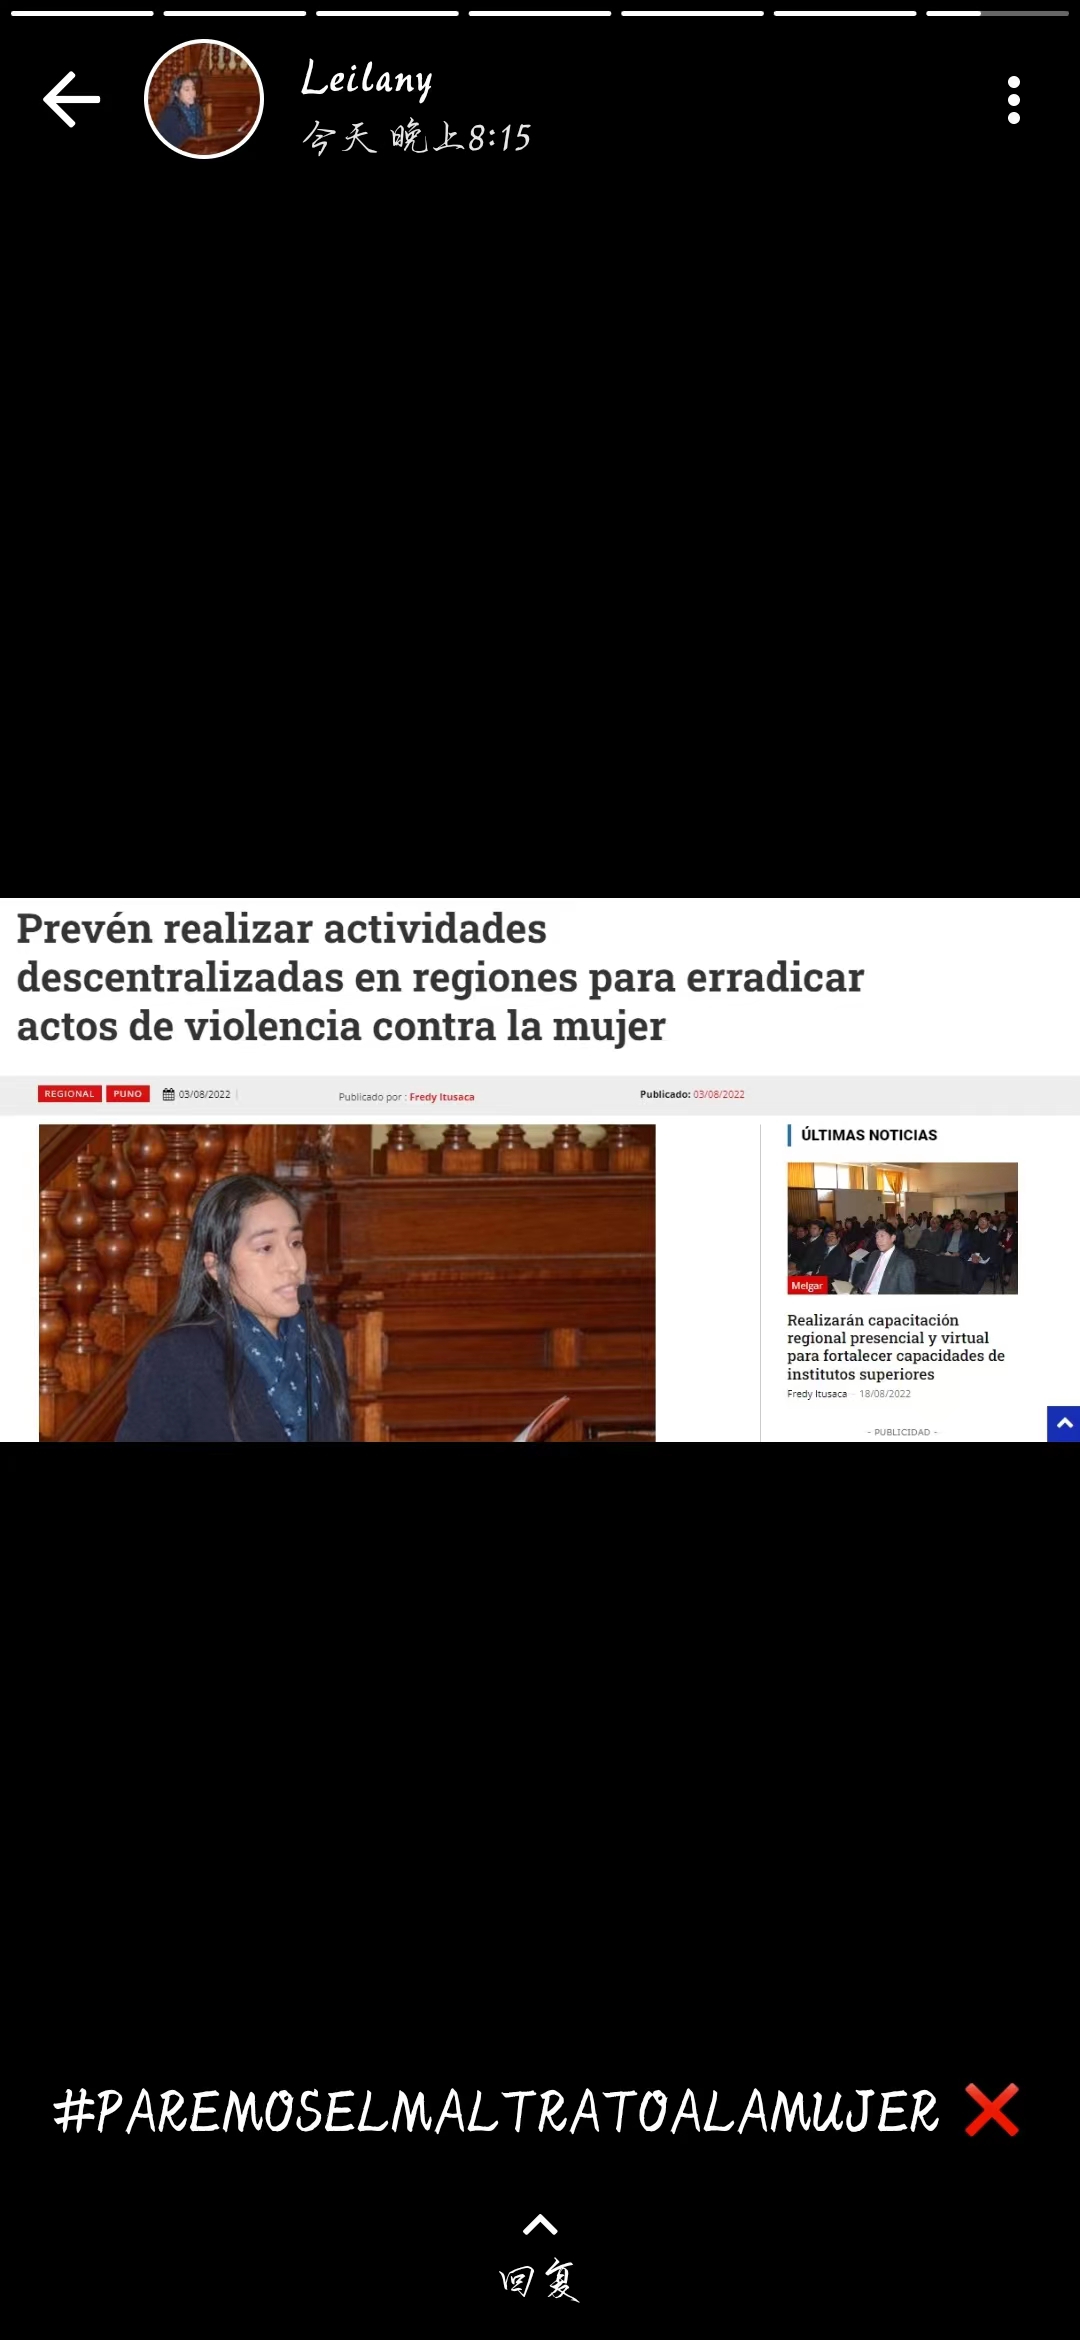 Leilany
今天 晚上8:15
Prevén realizar actividades
descentralizadas en regiones para erradicar
actos de violencia contra la mujer
REGIONAL PUNO 03/08/2022
Publicado por : Fredy Itusaca
Publicado: 03/08/2022
ÚLTIMAS NOTICIAS
Melgar
Realizarán capacitación
regional presencial y virtual
para fortalecer capacidades de
institutos superiores
Fredy Itusaca - 18/08/2022
- PUBLICIDAD -
#PAREMOSELMALTRATOALAMUJER ❌
回复